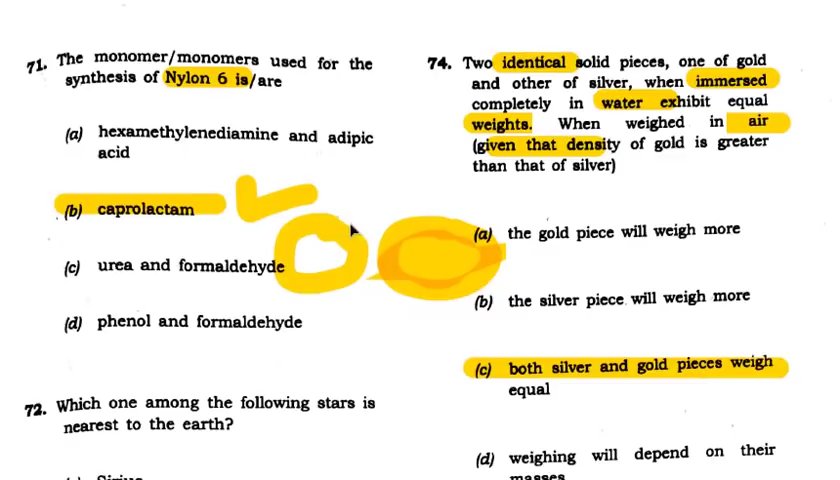 71. The monomer/monomers used for the
synthesis of Nylon 6 is/are
(a) hexamethylenediamine and adipic
acid
(b) caprolactam
(c) urea and formaldehyde
(d) phenol and formaldehyde
72. Which one among the following stars is
nearest to the earth?
74. Two identical solid pieces, one of gold
and other of silver, when immersed
completely in water exhibit equal
weights. When weighed in air
(given that density of gold is greater
than that of silver)
(a) the gold piece will weigh more
(b) the silver piece will weigh more
(c) both silver and gold pieces weigh
equal
(d) weighing will depend on their
masses